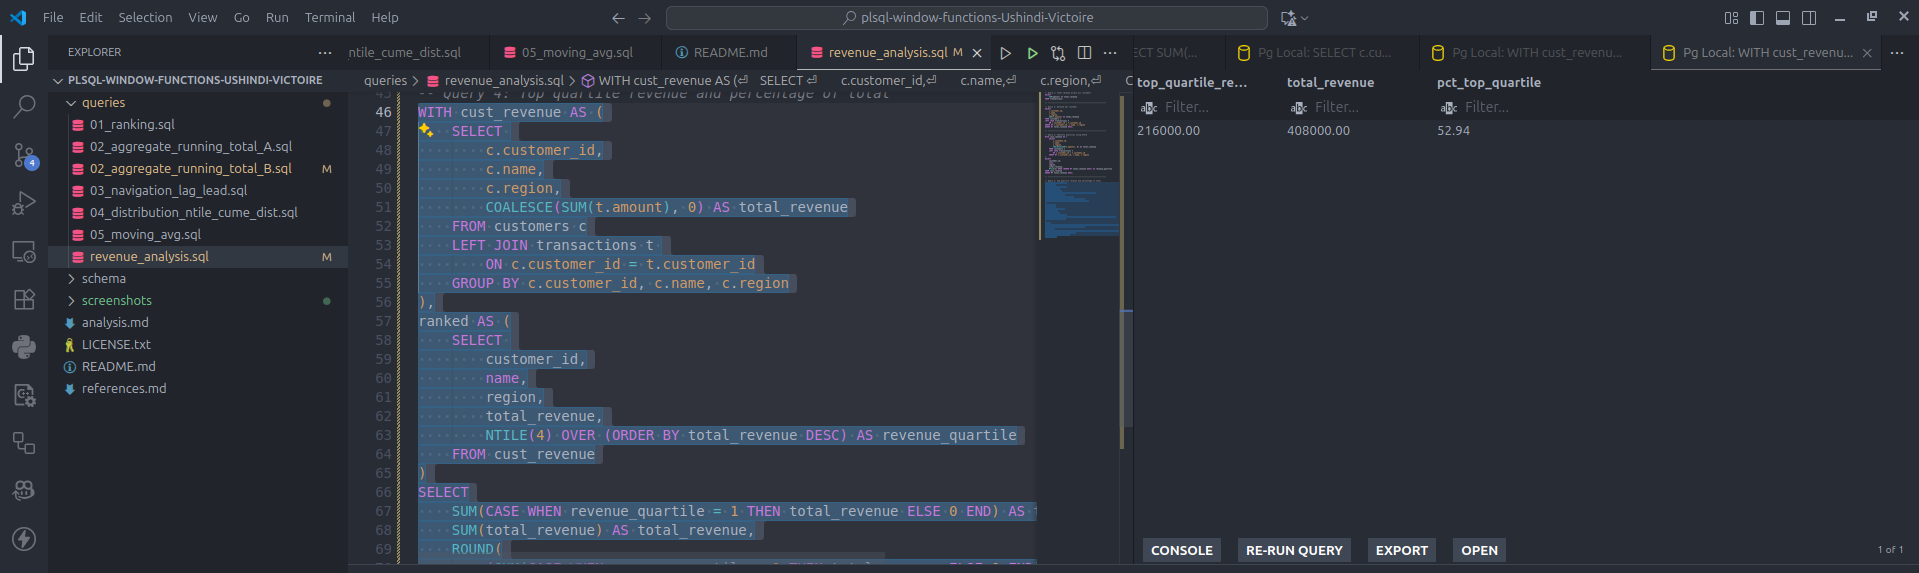 File Edit Selection View Go Run Terminal Help
plsql-window-functions-Ushindi-Victoire
EXPLORER
PLSQL-WINDOW-FUNCTIONS-USHINDI-VICTOIRE
queries
01_ranking.sql
02_aggregate_running_total_A.sql
02_aggregate_running_total_B.sql M
03_navigation_lag_lead.sql
04_distribution_ntile_cume_dist.sql
05_moving_avg.sql
revenue_analysis.sql M
schema
screenshots
analysis.md
LICENSE.txt
README.md
references.md
4
ntile_cume_dist.sql 05_moving_avg.sql README.md revenue_analysis.sql M
queries > revenue_analysis.sql > WITH cust_revenue AS ( SELECT c.customer_id, c.name, c.region, C
45 -- Query 4: Top quartile revenue and percentage of total
46 WITH cust_revenue AS (
47 SELECT
48 c.customer_id,
49 c.name,
50 c.region,
51 COALESCE(SUM(t.amount), 0) AS total_revenue
52 FROM customers c
53 LEFT JOIN transactions t
54 ON c.customer_id = t.customer_id
55 GROUP BY c.customer_id, c.name, c.region
56 ),
57 ranked AS (
58 SELECT
59 customer_id,
60 name,
61 region,
62 total_revenue,
63 NTILE(4) OVER (ORDER BY total_revenue DESC) AS revenue_quartile
64 FROM cust_revenue
65 )
66 SELECT
67 SUM(CASE WHEN revenue_quartile = 1 THEN total_revenue ELSE 0 END) AS t
68 SUM(total_revenue) AS total_revenue,
69 ROUND(
ECT SUM(... Pg Local: SELECT c.cu... Pg Local: WITH cust_revenu... Pg Local: WITH cust_revenu...
top_quartile_re... total_revenue pct_top_quartile
abc Filter... abc Filter... abc Filter...
216000.00 408000.00 52.94
CONSOLE RE-RUN QUERY EXPORT OPEN
1 of 1